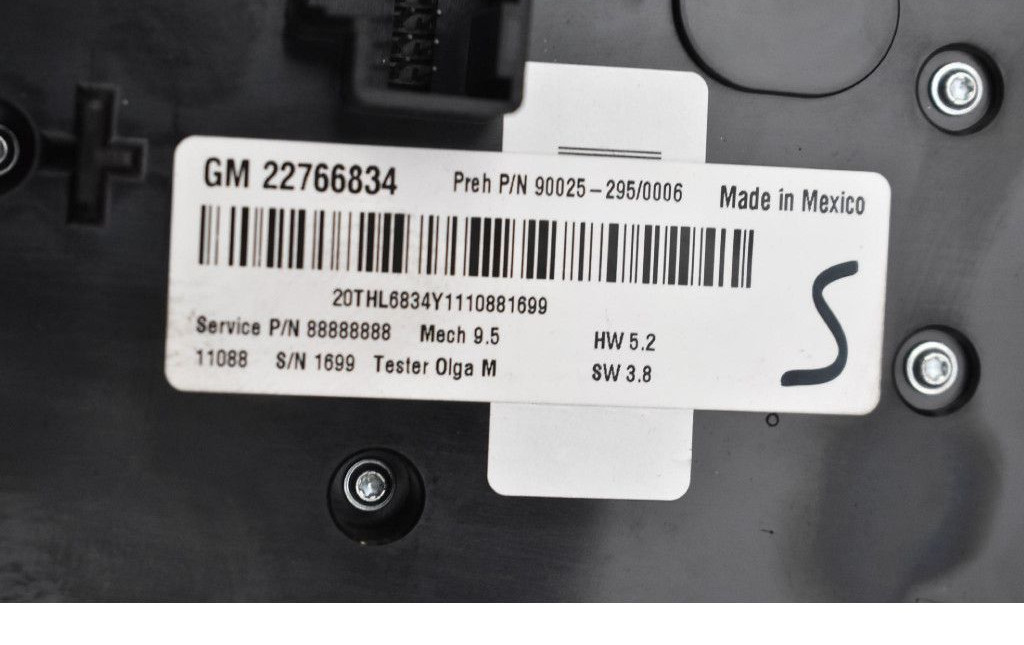 GM 22766834 Preh P/N 90025-295/0006 Made in Mexico
20THL6834Y1110881699
Service P/N 88888888 Mech 9.5 HW 5.2
11088 S/N 1699 Tester Olga M SW 3.8
S